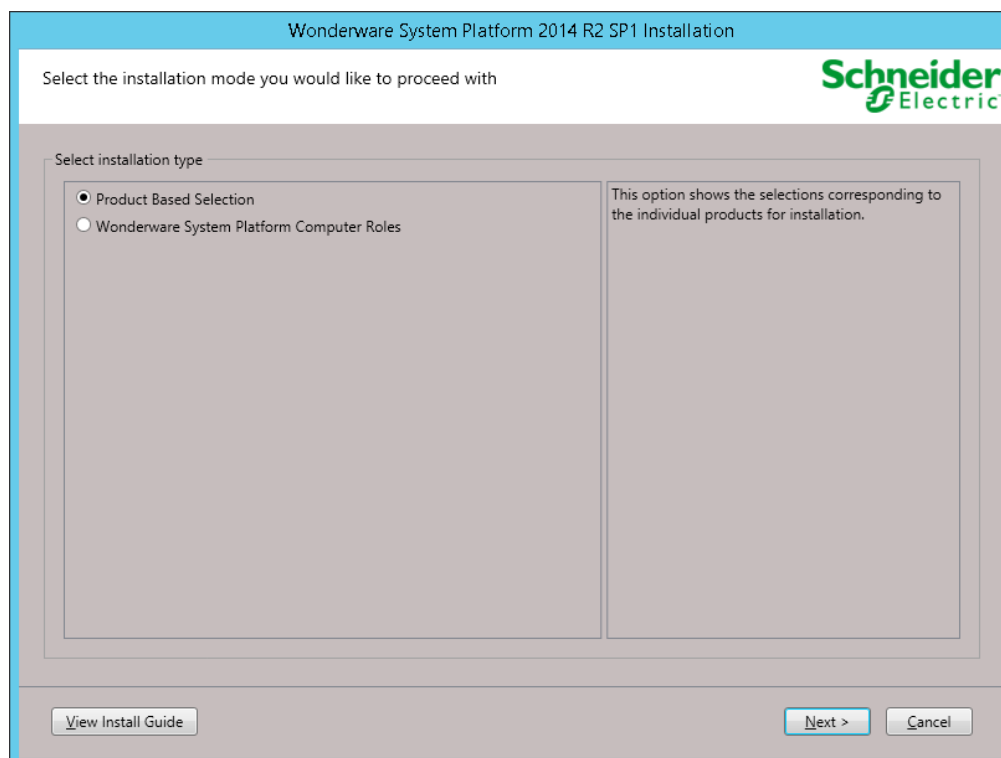 Wonderware System Platform 2014 R2 SP1 Installation
Select the installation mode you would like to proceed with
Schneider
Electric
Select installation type
Product Based Selection
Wonderware System Platform Computer Roles
This option shows the selections corresponding to
the individual products for installation.
View Install Guide
Next >
Cancel